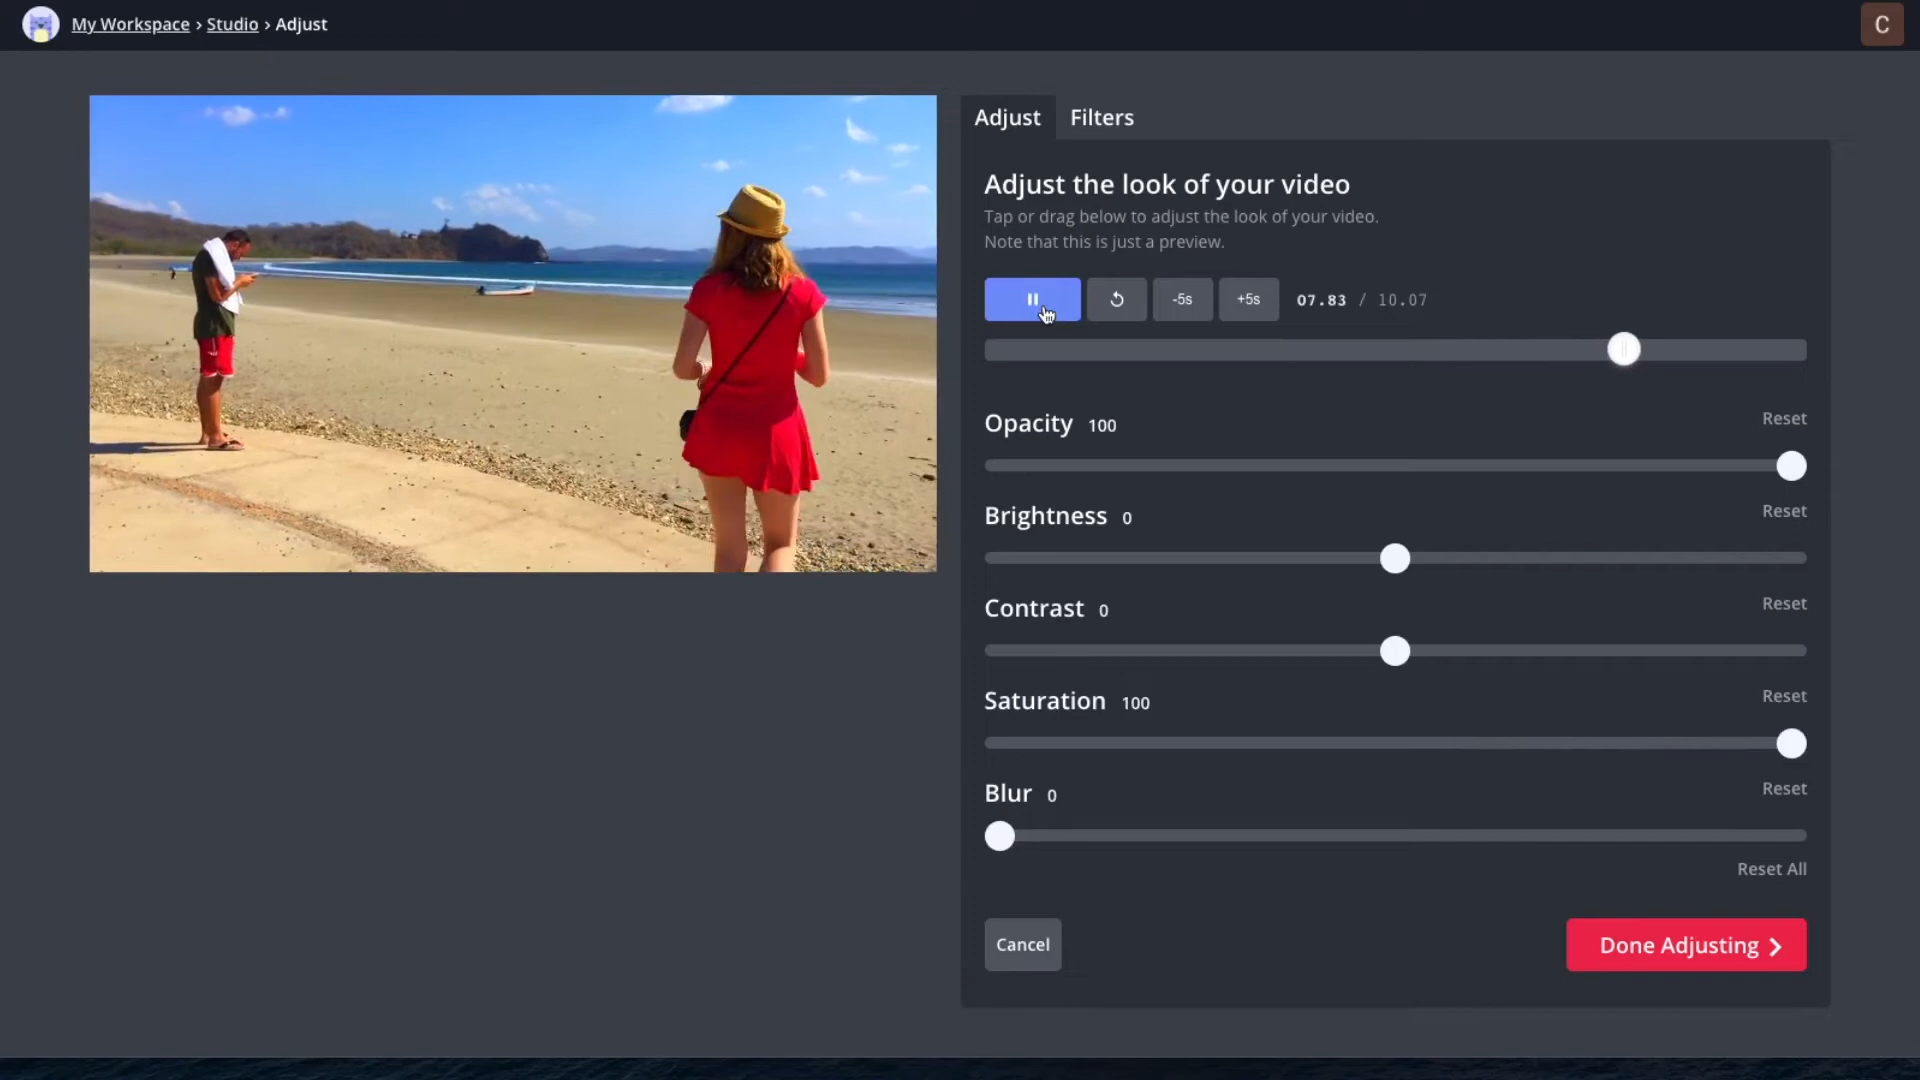 My Workspace › Studio › Adjust
C
Adjust
Filters
Adjust the look of your video
Tap or drag below to adjust the look of your video.
Note that this is just a preview.
-5s
+5s
07.83 / 10.07
Opacity 100
Reset
Brightness 0
Reset
Contrast 0
Reset
Saturation 100
Reset
Blur 0
Reset
Reset All
Cancel
Done Adjusting